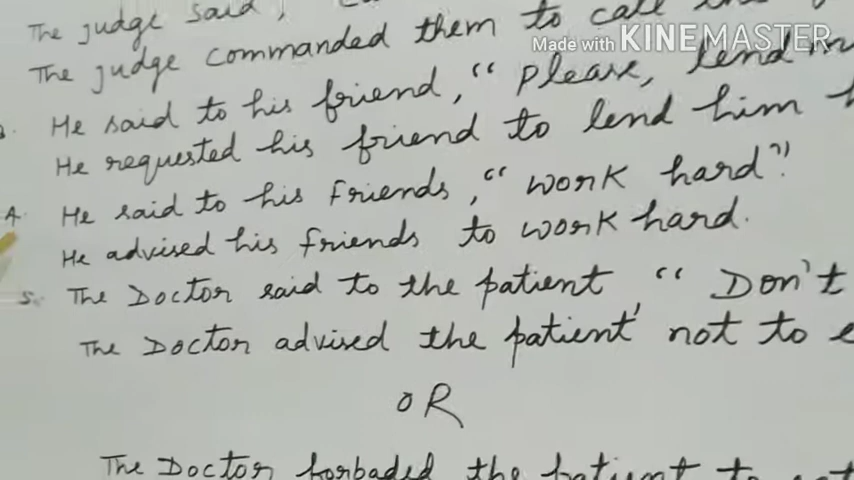 The judge said,
Made with KINEMASTER
The judge commanded them to call
He said to his friend, "Please, lend
He requested his friend to lend him
4. He said to his friends, "work hard".
He advised his friends to work hard.
5. The Doctor said to the patient, "Don't
The Doctor advised the patient not to
OR
The Doctor forbaded the patient to